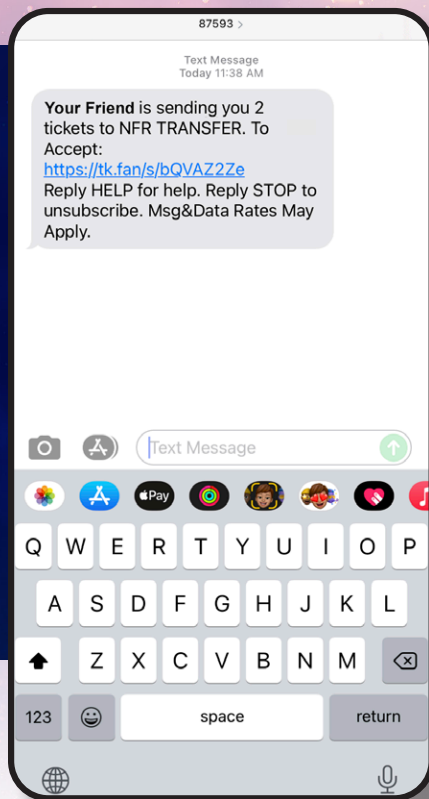 87593 >
Text Message
Today 11:38 AM
Your Friend is sending you 2
tickets to NFR TRANSFER. To
Accept:
https://tk.fan/s/bQVAZ2Ze
Reply HELP for help. Reply STOP to
unsubscribe. Msg&Data Rates May
Apply.
Text Message
Pay
Q W E R T Y U I O P
A S D F G H J K L
Z X C V B N M
123 space return